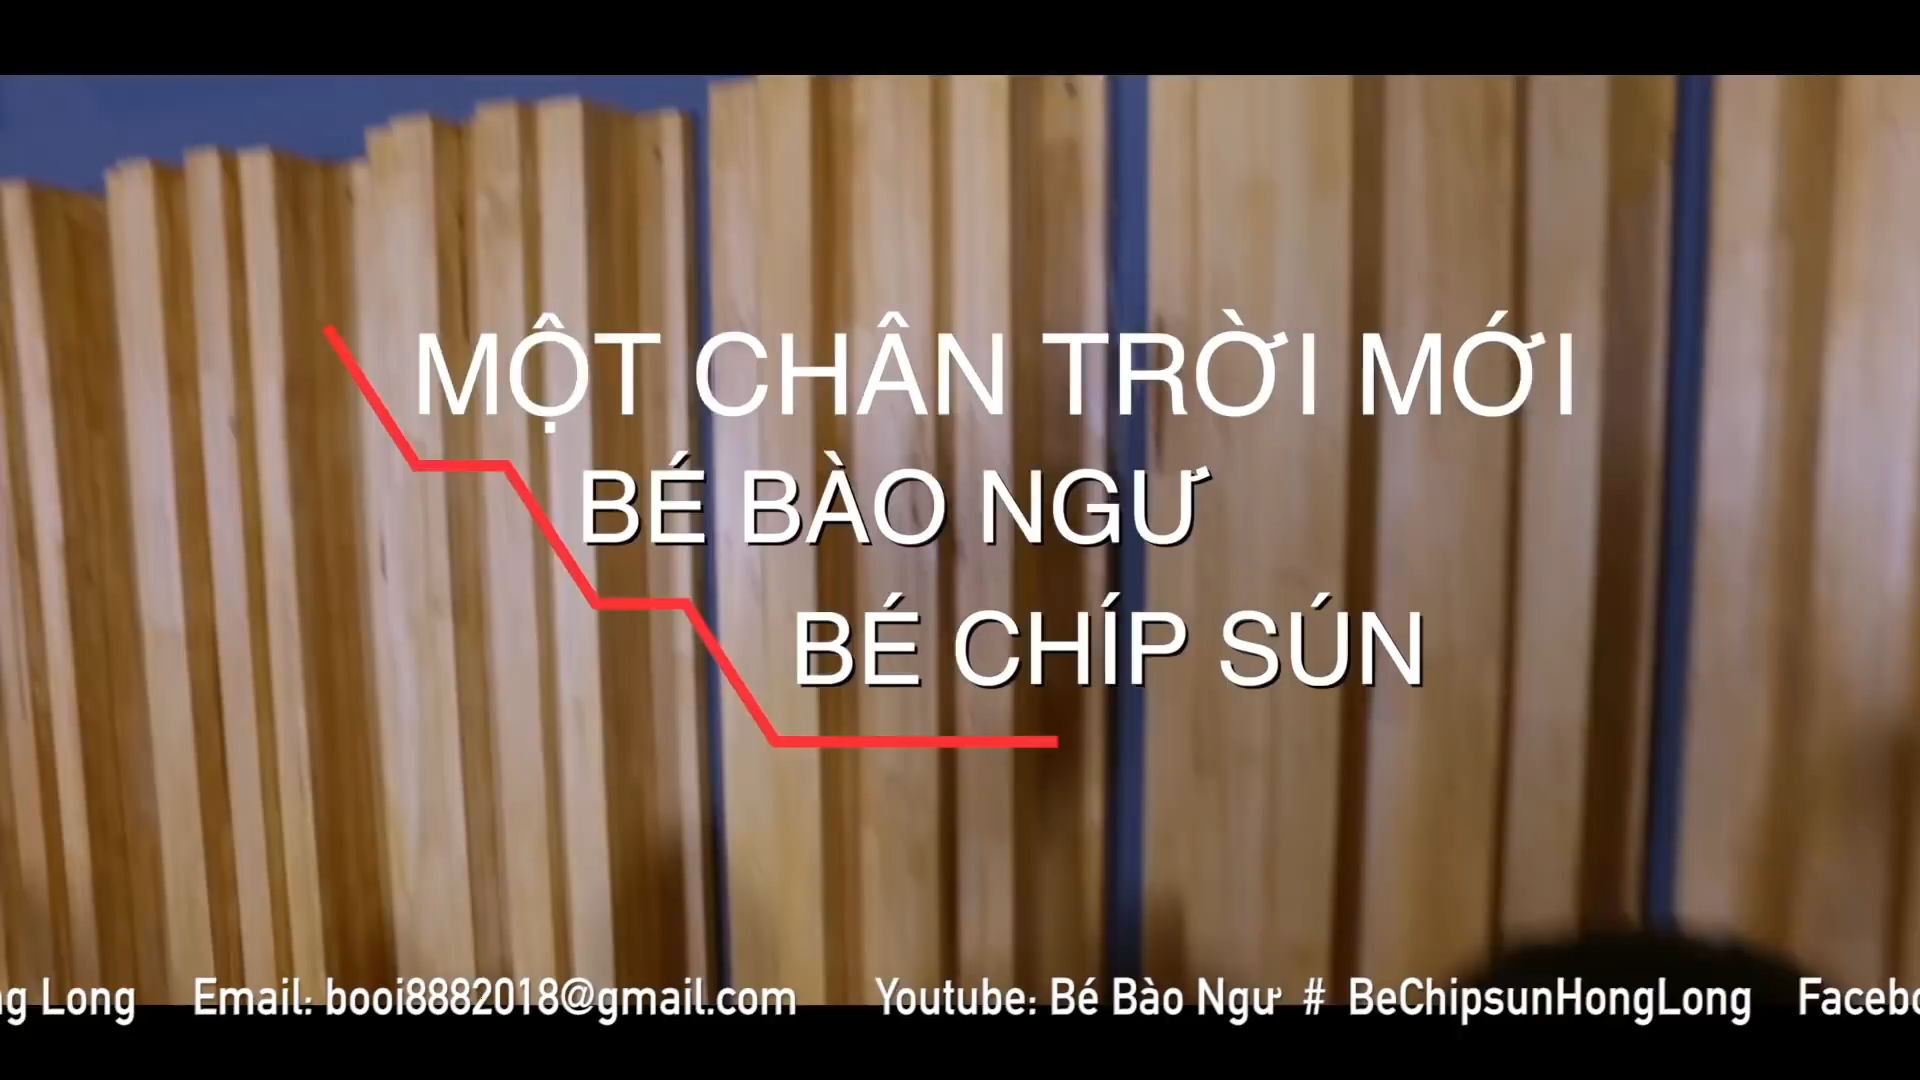 MỘT CHÂN TRỜI MỚI
BÉ BÀO NGƯ
BÉ CHÍP SÚN
Long Email: booi8882018@gmail.com Youtube: Bé Bào Ngư # BeChipsunHongLong